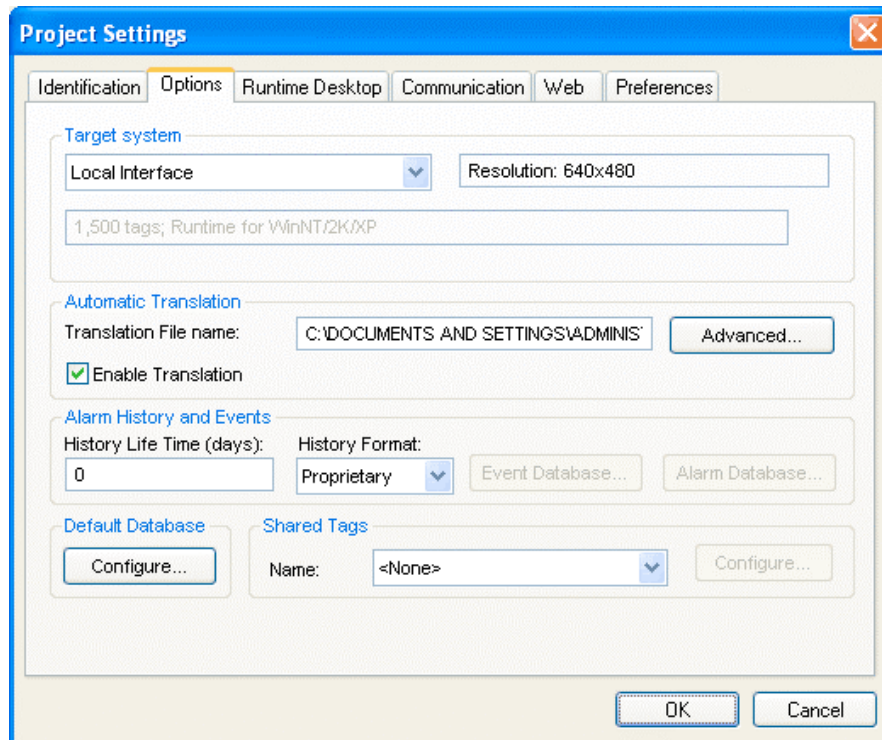 Project Settings
Identification Options Runtime Desktop Communication Web Preferences
Target system
Local Interface Resolution: 640x480
1,500 tags; Runtime for WinNT/2K/XP
Automatic Translation
Translation File name: C:\DOCUMENTS AND SETTINGS\ADMINIS Advanced...
Enable Translation
Alarm History and Events
History Life Time (days): History Format:
0 Proprietary Event Database... Alarm Database...
Default Database Shared Tags
Configure... Name: <None> Configure...
OK Cancel